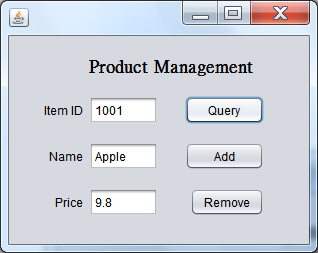 Product Management
Item ID 1001 Query
Name Apple Add
Price 9.8 Remove